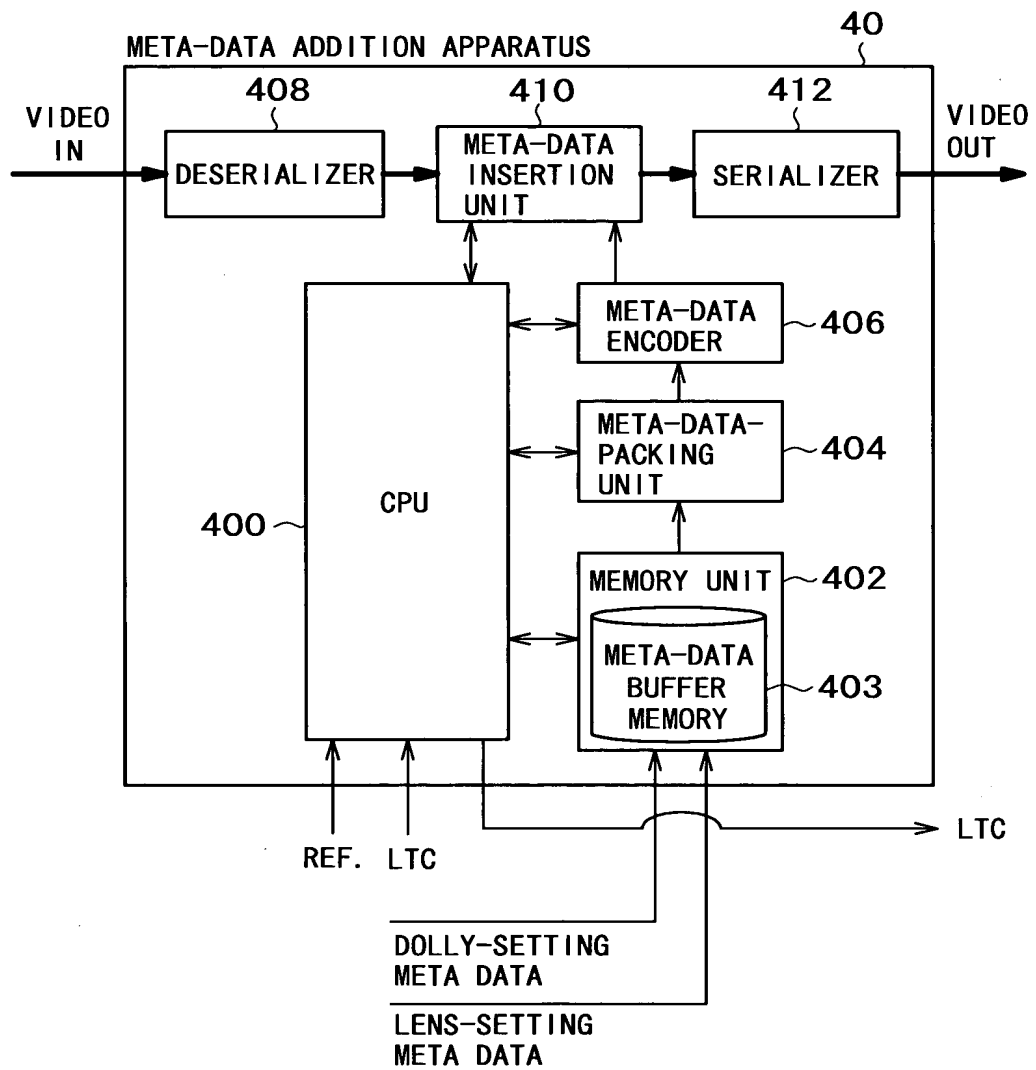 META-DATA ADDITION APPARATUS
40
408
410
412
VIDEO
IN
VIDEO
OUT
DESERIALIZER
META-DATA
INSERTION
UNIT
SERIALIZER
META-DATA
ENCODER
406
META-DATA-
PACKING
UNIT
404
CPU
400
MEMORY UNIT
402
META-DATA
BUFFER
MEMORY
403
REF.
LTC
LTC
DOLLY-SETTING
META DATA
LENS-SETTING
META DATA